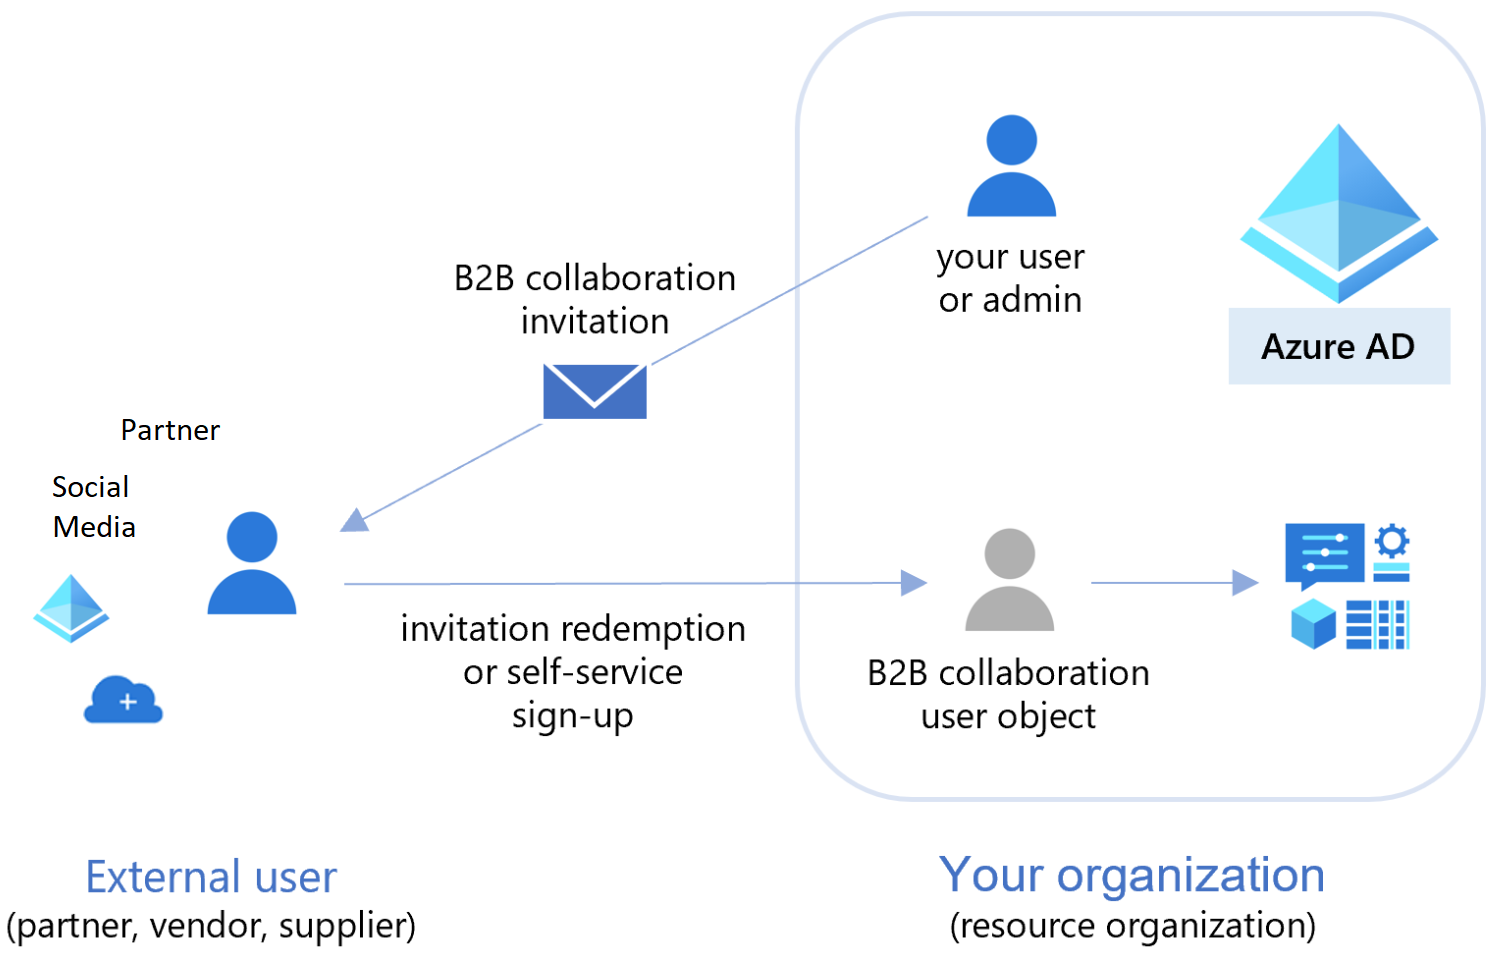 your user
or admin
Azure AD
B2B collaboration
invitation
Partner
Social
Media
invitation redemption
or self-service
sign-up
B2B collaboration
user object
External user
(partner, vendor, supplier)
Your organization
(resource organization)